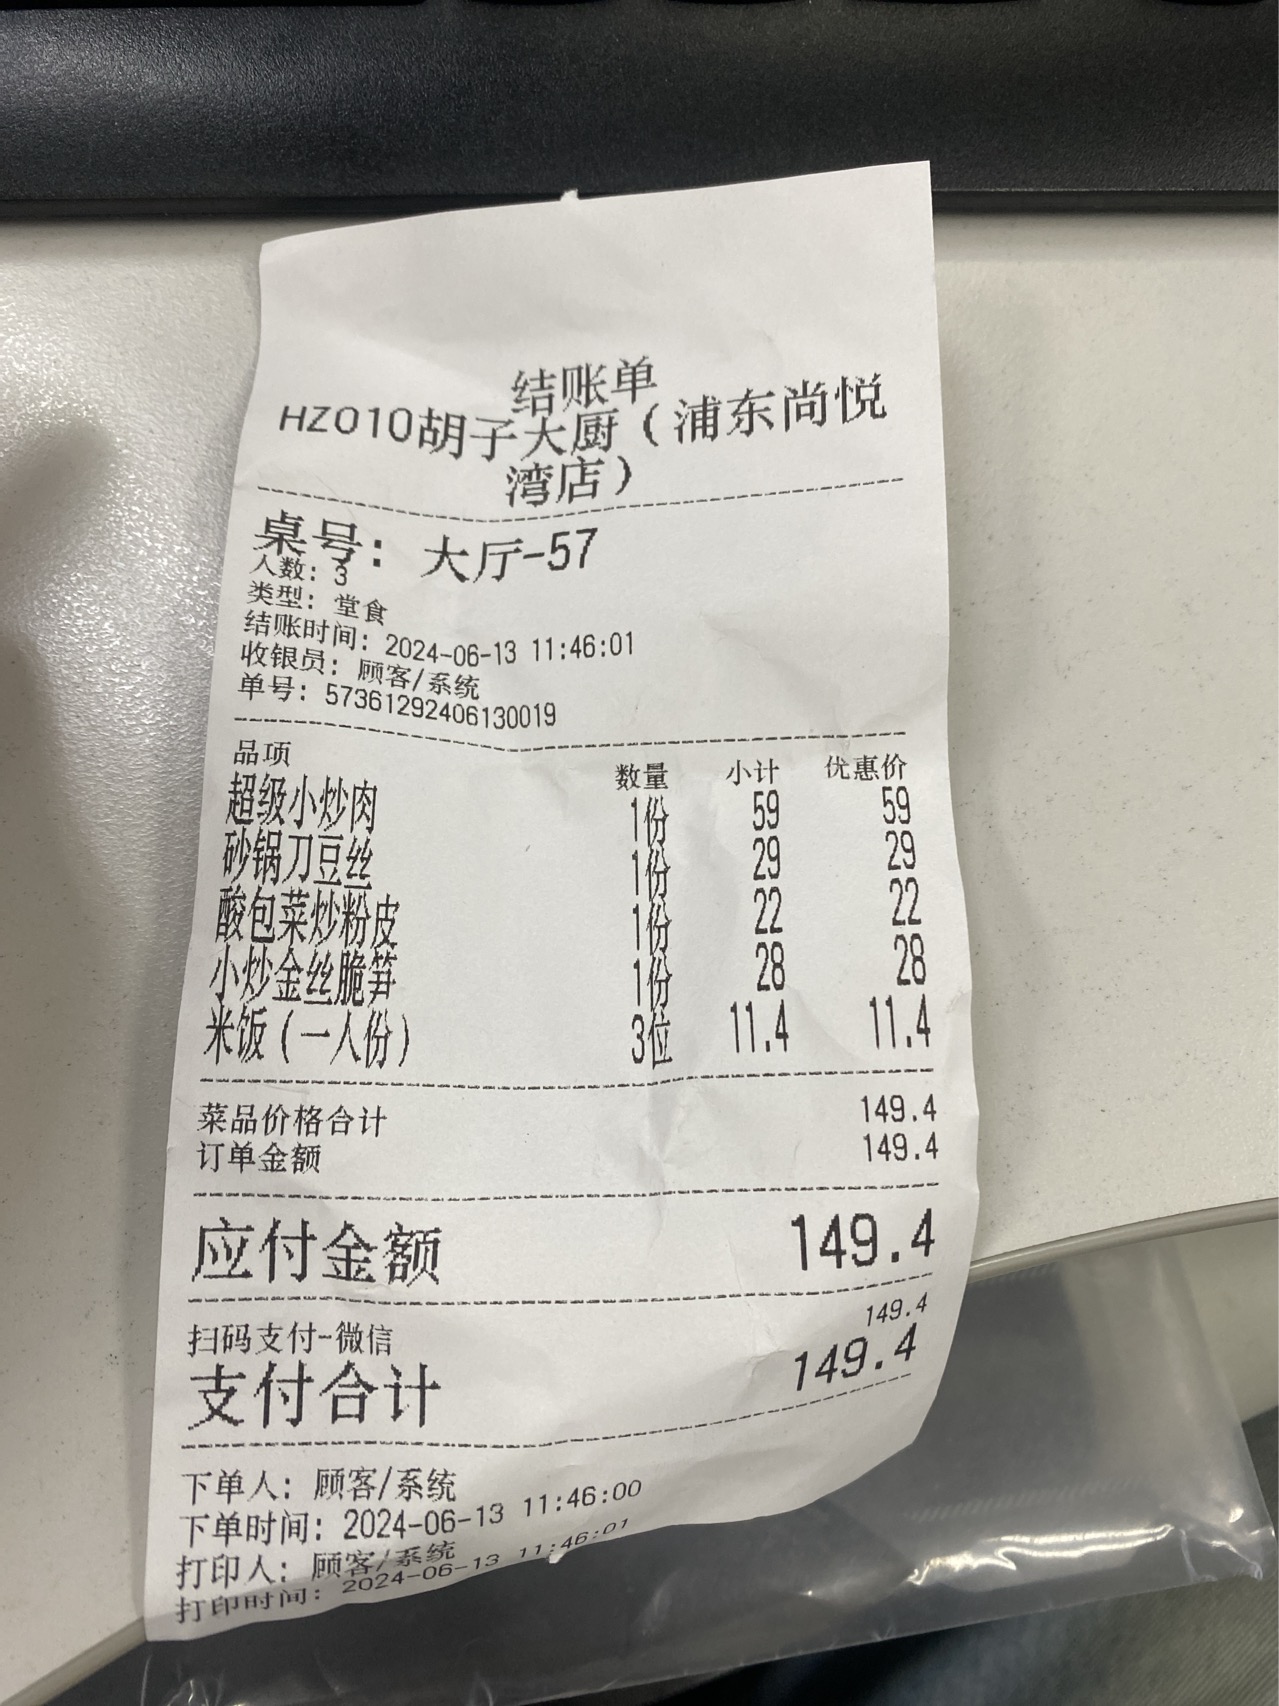 结账单
HZ010胡子大厨（浦东尚悦
湾店）
桌号：大厅-57
人数：3
类型：堂食
结账时间：2024-06-13 11:46:01
收银员：顾客/系统
单号：57361292406130019
品项 数量 小计 优惠价
超级小炒肉 1份 59 59
砂锅刀豆丝 1份 29 29
酸包菜炒粉皮 1份 22 22
小炒金丝脆笋 1份 28 28
米饭（一人份） 3位 11.4 11.4
菜品价格合计 149.4
订单金额 149.4
应付金额 149.4
扫码支付-微信 149.4
支付合计 149.4
下单人：顾客/系统
下单时间：2024-06-13 11:46:00
打印人：顾客/系统
打印时间：2024-06-13 11:46:01